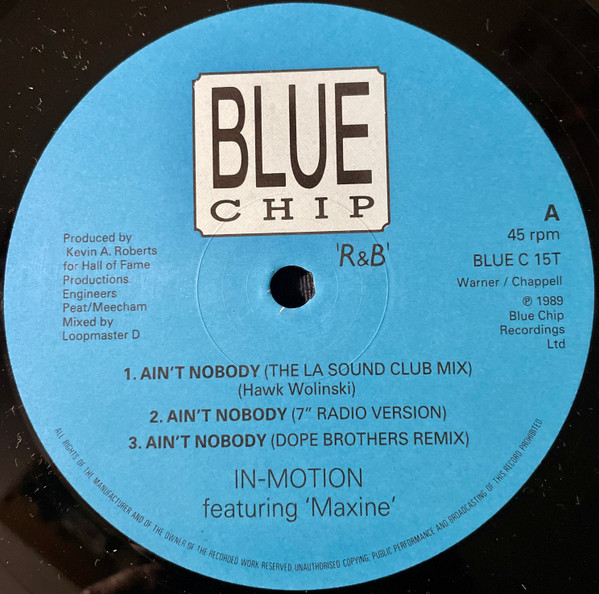 BLUE
CHIP
'R&B'
Produced by
Kevin A. Roberts
for Hall of Fame
Productions
Engineers
Peat/Meecham
Mixed by
Loopmaster D
A
45 rpm
BLUE C 15T
Warner / Chappell
℗ 1989
Blue Chip
Recordings
Ltd
1. AIN'T NOBODY (THE LA SOUND CLUB MIX)
(Hawk Wolinski)
2. AIN'T NOBODY (7" RADIO VERSION)
3. AIN'T NOBODY (DOPE BROTHERS REMIX)
IN-MOTION
featuring 'Maxine'
ALL RIGHTS OF THE MANUFACTURER AND OF THE OWNER OF THE RECORDED WORK RESERVED, UNAUTHORISED COPYING, PUBLIC PERFORMANCE AND BROADCASTING OF THIS RECORD PROHIBITED.